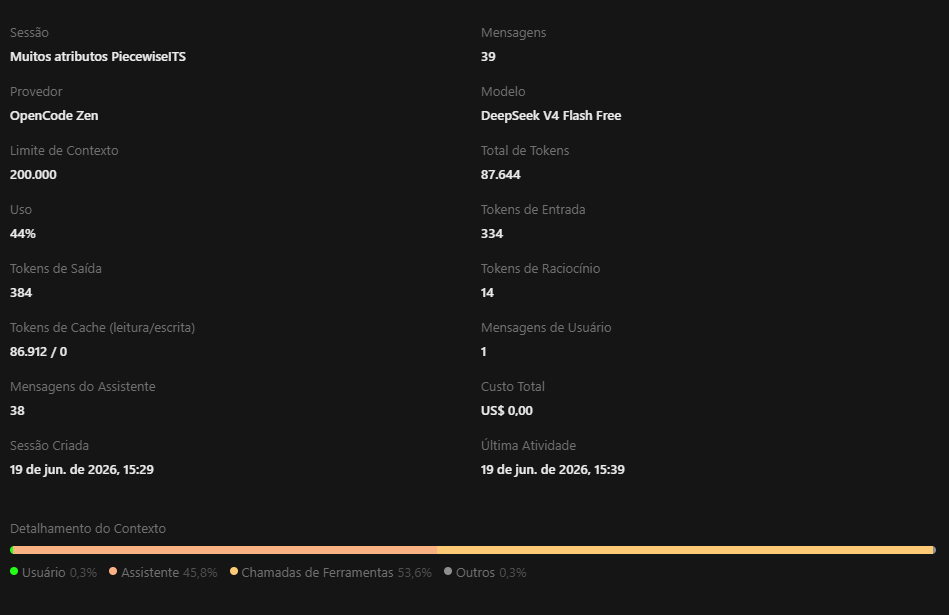 Sessão
Mensagens
Muitos atributos PiecewiseITS
39
Provedor
Modelo
OpenCode Zen
DeepSeek V4 Flash Free
Limite de Contexto
Total de Tokens
200.000
87.644
Uso
Tokens de Entrada
44%
334
Tokens de Saída
Tokens de Raciocínio
384
14
Tokens de Cache (leitura/escrita)
Mensagens de Usuário
86.912 / 0
1
Mensagens do Assistente
Custo Total
38
US$ 0,00
Sessão Criada
Última Atividade
19 de jun. de 2026, 15:29
19 de jun. de 2026, 15:39
Detalhamento do Contexto
Usuário 0,3% Assistente 45,8% Chamadas de Ferramentas 53,6% Outros 0,3%